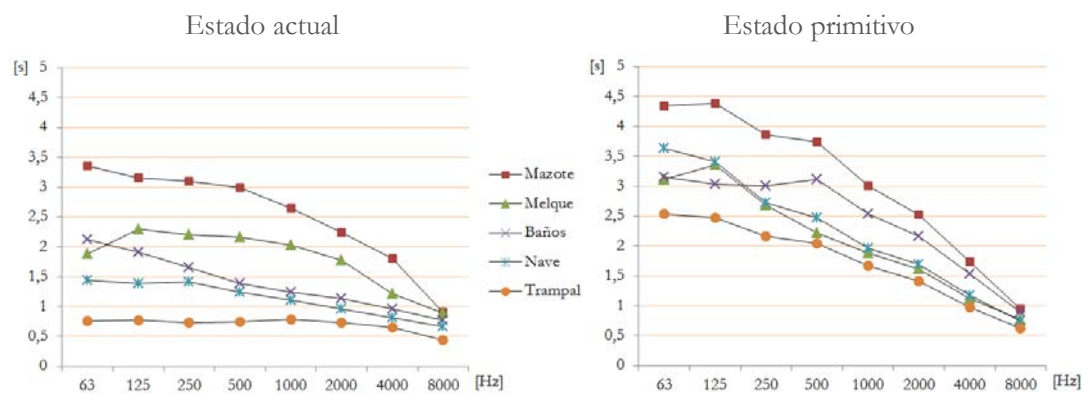 Estado actual
[s]
5
4,5
4
3,5
3
2,5
2
1,5
1
0,5
0
63 125 250 500 1000 2000 4000 8000 [Hz]
Mazote
Melque
Baños
Nave
Trampal
Estado primitivo
[s]
5
4,5
4
3,5
3
2,5
2
1,5
1
0,5
0
63 125 250 500 1000 2000 4000 8000 [Hz]